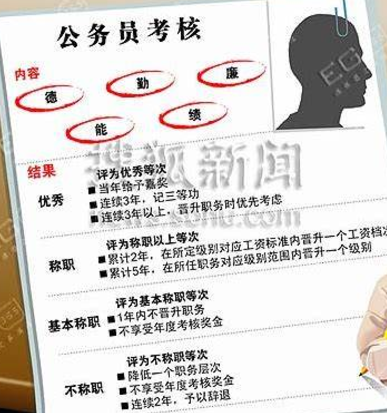 公务员考核
内容
德
勤
廉
能
绩
搜狐新闻
结果
优秀
评为优秀等次
■当年给予嘉奖
■连续3年，记三等功
■连续3年以上，晋升职务时优先考虑
称职
评为称职以上等次
■累计2年，在所定级别对应工资标准内晋升一个工资档次
■累计5年，在所任职务对应级别范围内晋升一个级别
基本称职
评为基本称职等次
■1年内不晋升职务
■不享受年度考核奖金
不称职
评为不称职等次
■降低一个职务层次
■不享受年度考核奖金
■连续2年，予以辞退